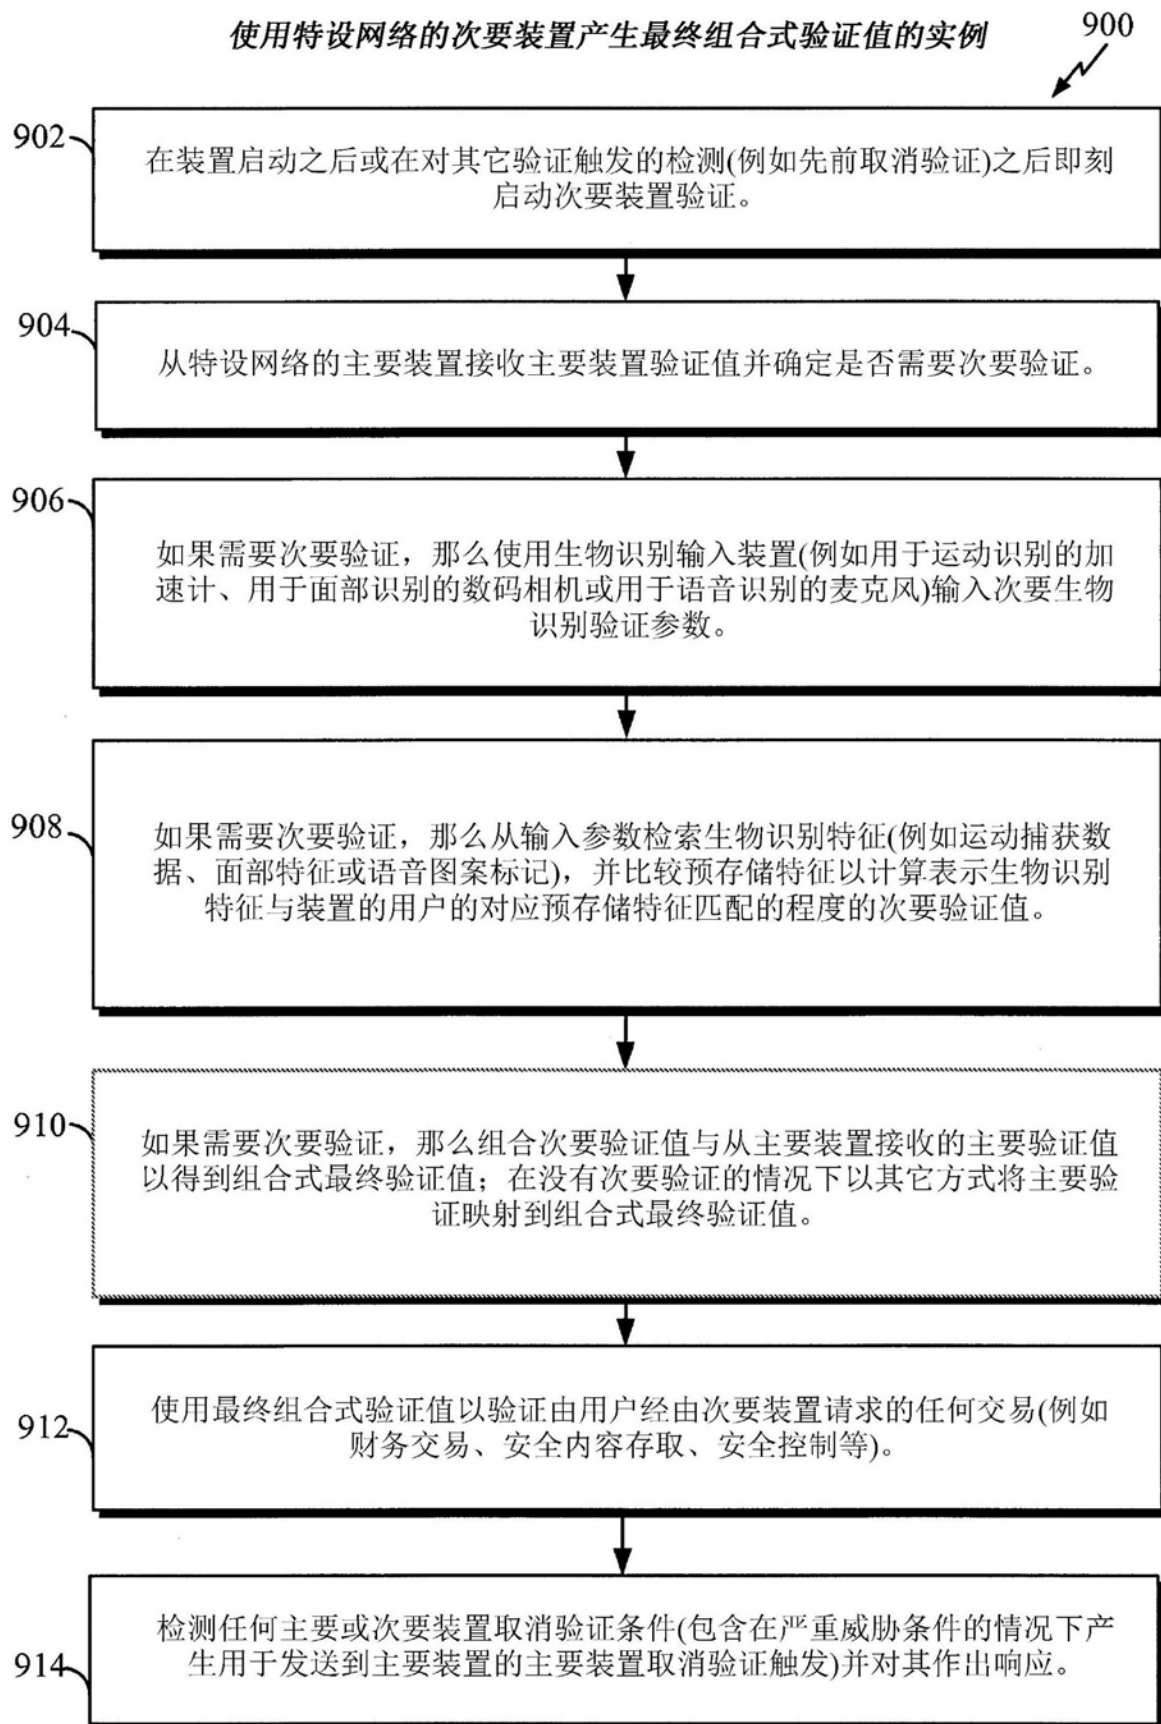 使用特设网络的次要装置产生最终组合式验证值的实例
900
902
在装置启动之后或在对其它验证触发的检测(例如先前取消验证)之后即刻
启动次要装置验证。
904
从特设网络的主要装置接收主要装置验证值并确定是否需要次要验证。
906
如果需要次要验证，那么使用生物识别输入装置(例如用于运动识别的加
速计、用于面部识别的数码相机或用于语音识别的麦克风)输入次要生物
识别验证参数。
908
如果需要次要验证，那么从输入参数检索生物识别特征(例如运动捕获数
据、面部特征或语音图案标记)，并比较预存储特征以计算表示生物识别
特征与装置的用户的对应预存储特征匹配的程度的次要验证值。
910
如果需要次要验证，那么组合次要验证值与从主要装置接收的主要验证值
以得到组合式最终验证值；在没有次要验证的情况下以其它方式将主要验
证映射到组合式最终验证值。
912
使用最终组合式验证值以验证由用户经由次要装置请求的任何交易(例如
财务交易、安全内容存取、安全控制等)。
914
检测任何主要或次要装置取消验证条件(包含在严重威胁条件的情况下产
生用于发送到主要装置的主要装置取消验证触发)并对其作出响应。